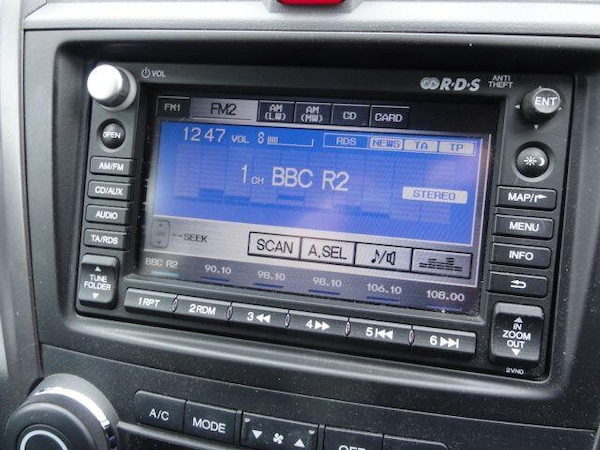 VOL R·D·S ANTI THEFT
FM1 FM2 AM (LW) AM (MW) CD CARD ENT
OPEN 12:47 VOL 8 RDS NEWS TA TP
AM/FM 1 CH BBC R2
CD/AUX STEREO MAP/
AUDIO MENU
TA/RDS SEEK SCAN A.SEL INFO
BBC R2 90.10 98.10 98.10 106.10 108.00
TUNE FOLDER
1 RPT 2 RDM 3 4 5 6
IN ZOOM OUT
2VN0
A/C MODE OFF